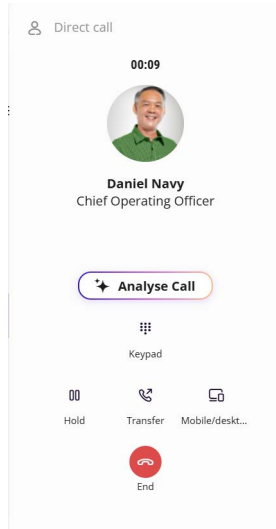 Direct call
00:09
Daniel Navy
Chief Operating Officer
Analyse Call
Keypad
Hold Transfer Mobile/deskt...
End